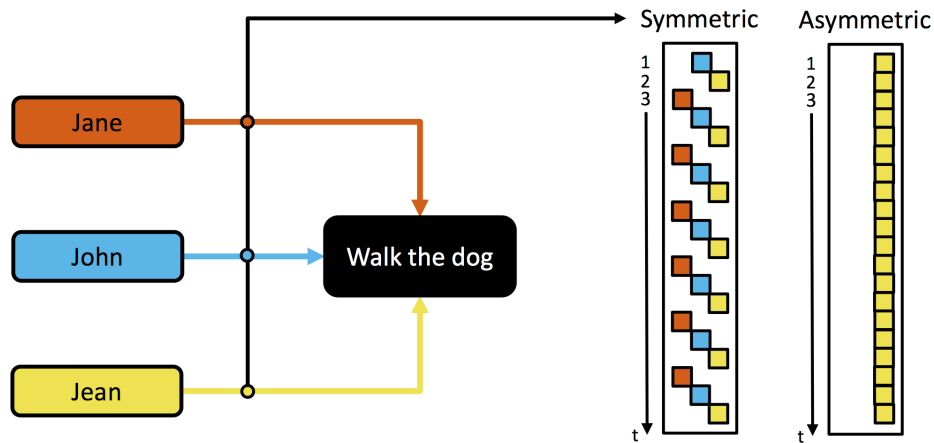 Symmetric
Asymmetric
1
2
3
1
2
3
Jane
John
Walk the dog
Jean
t
t